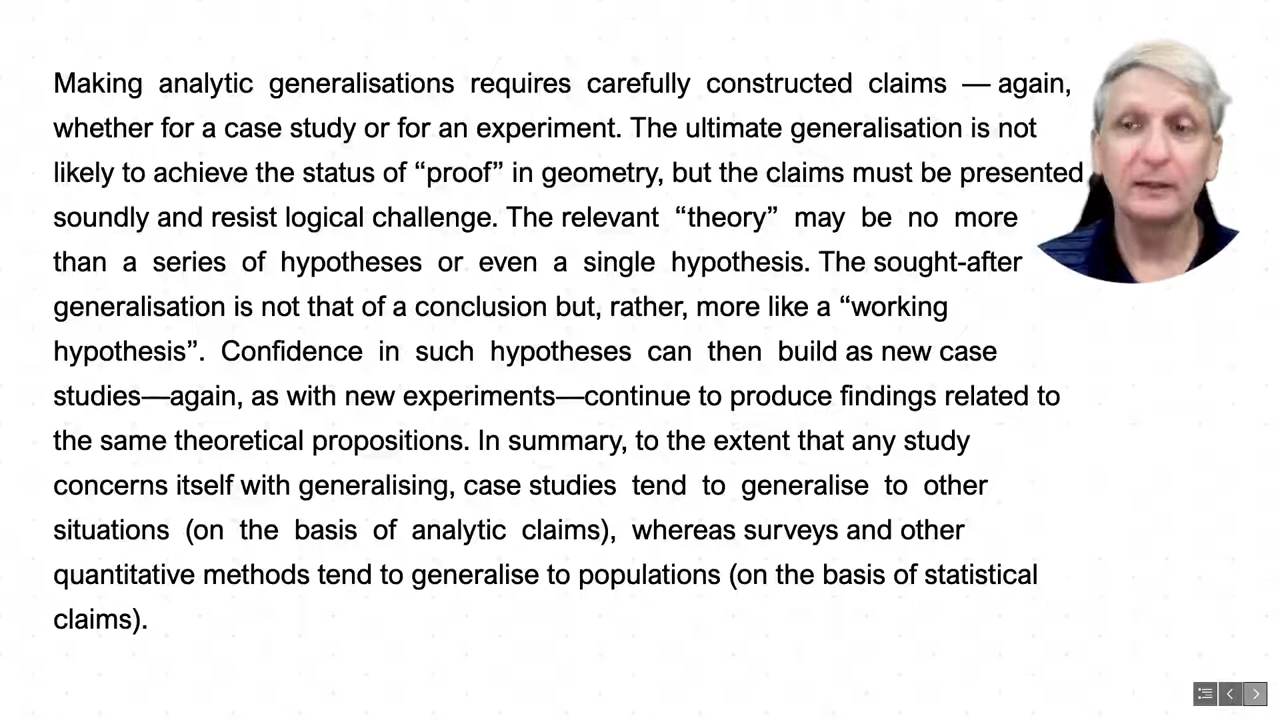 Making analytic generalisations requires carefully constructed claims — again,
whether for a case study or for an experiment. The ultimate generalisation is not
likely to achieve the status of “proof” in geometry, but the claims must be presented
soundly and resist logical challenge. The relevant “theory” may be no more
than a series of hypotheses or even a single hypothesis. The sought-after
generalisation is not that of a conclusion but, rather, more like a “working
hypothesis”. Confidence in such hypotheses can then build as new case
studies—again, as with new experiments—continue to produce findings related to
the same theoretical propositions. In summary, to the extent that any study
concerns itself with generalising, case studies tend to generalise to other
situations (on the basis of analytic claims), whereas surveys and other
quantitative methods tend to generalise to populations (on the basis of statistical
claims).